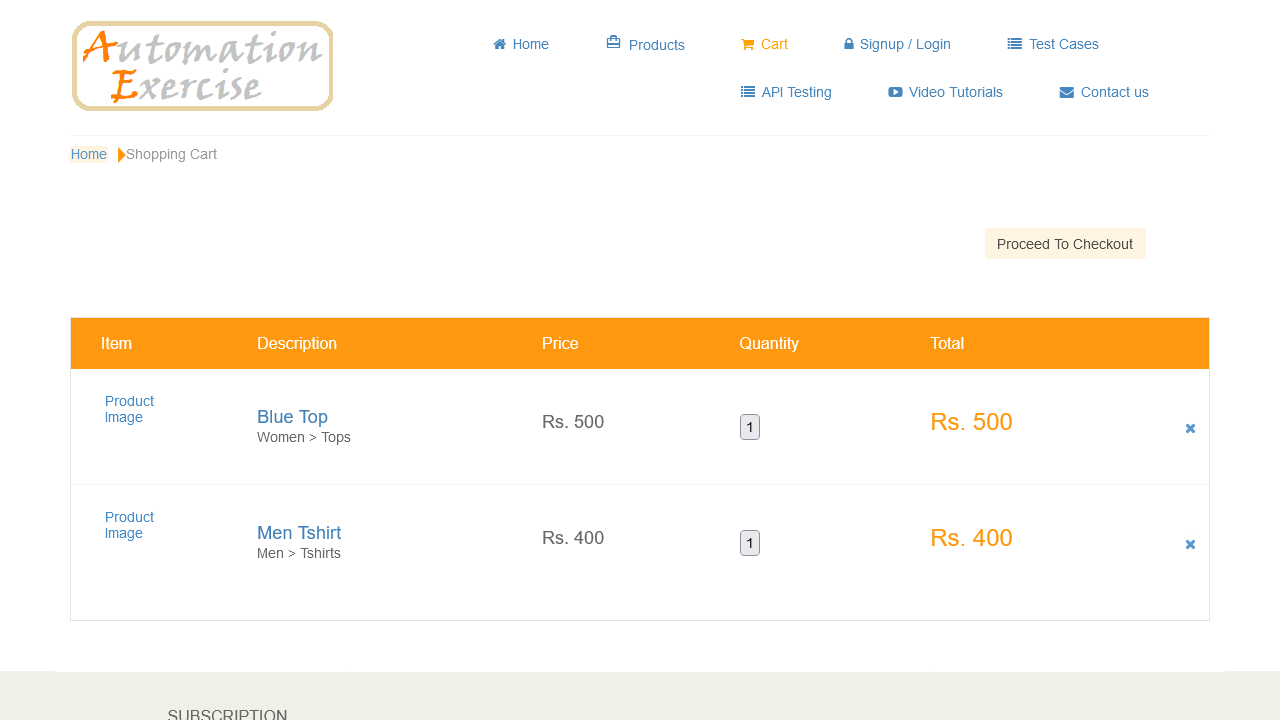 Automation
Exercise
Home
Products
Cart
Signup / Login
Test Cases
API Testing
Video Tutorials
Contact us
Home
Shopping Cart
Proceed To Checkout
Item Description Price Quantity Total
Product
Image
Blue Top
Women > Tops
Rs. 500
1
Rs. 500
Product
Image
Men Tshirt
Men > Tshirts
Rs. 400
1
Rs. 400
SUBSCRIPTION